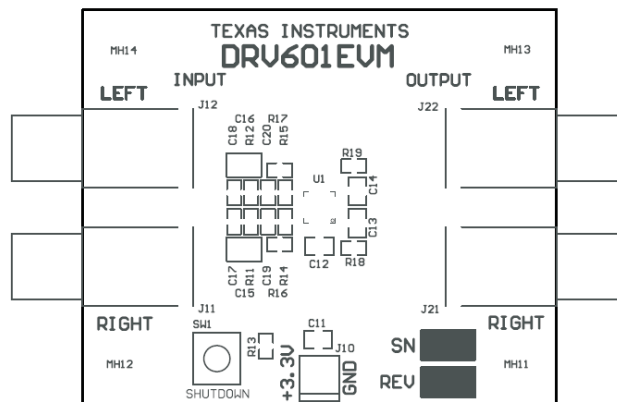 TEXAS INSTRUMENTS
DRV601EVM
MH14
MH13
INPUT
OUTPUT
LEFT
LEFT
J12
J22
C16 R17
C18 R12 C20 R15
R19
U1
C14
C13
C12
R18
C17 R11 C19 R14
C15 R16
J11
J21
RIGHT
RIGHT
SW1
C11
R13
J10
SN
MH12
MH11
+3.3V
GND
REV
SHUTDOWN